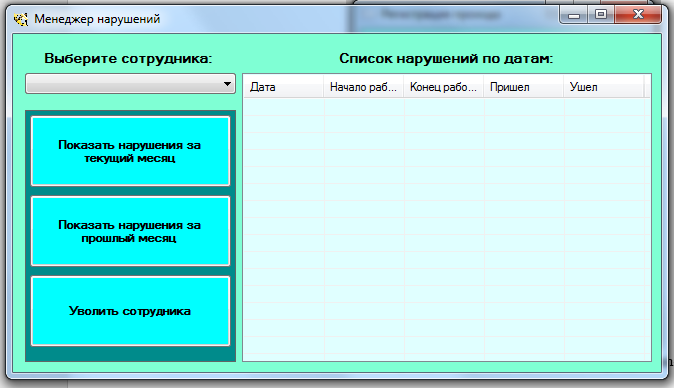 Менеджер нарушений
Выберите сотрудника:
Список нарушений по датам:
Дата Начало раб... Конец рабо... Пришел Ушел
Показать нарушения за
текущий месяц
Показать нарушения за
прошлый месяц
Уволить сотрудника